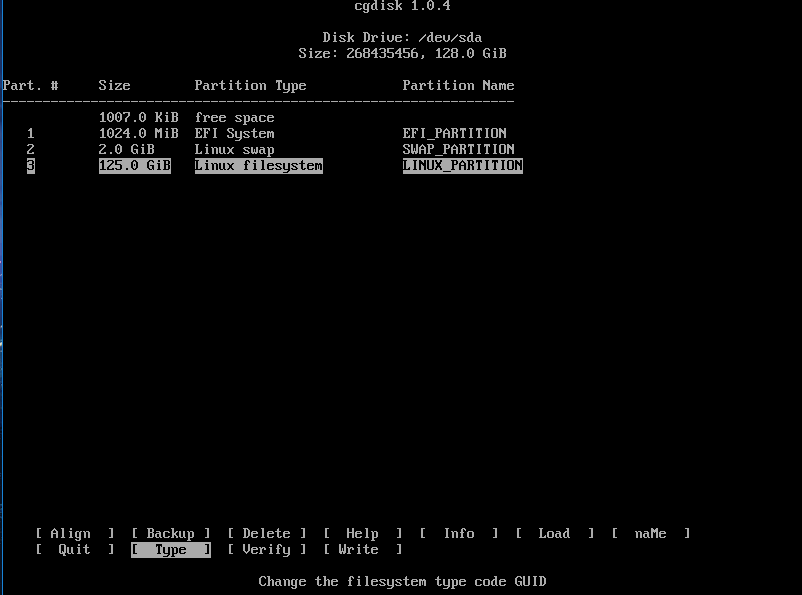 cgdisk 1.0.4
Disk Drive: /dev/sda
Size: 268435456, 128.0 GiB
Part. # Size Partition Type Partition Name
----------------------------------------------------------------
1007.0 KiB free space
1 1024.0 MiB EFI System EFI_PARTITION
2 2.0 GiB Linux swap SWAP_PARTITION
3 125.0 GiB Linux filesystem LINUX_PARTITION
[ Align ] [ Backup ] [ Delete ] [ Help ] [ Info ] [ Load ] [ naMe ]
[ Quit ] [ Type ] [ Verify ] [ Write ]
Change the filesystem type code GUID